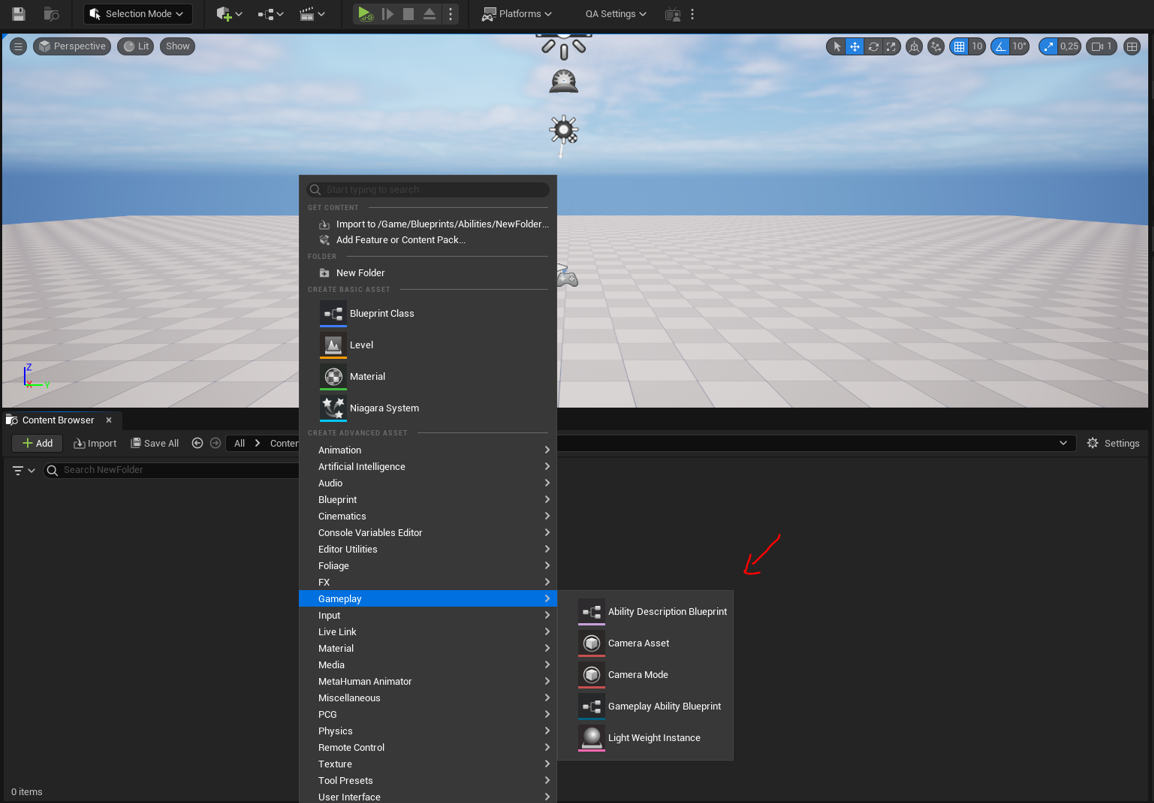 Selection Mode
Platforms
QA Settings
Perspective
Lit
Show
10
10°
0,25
1
Start typing to search
GET CONTENT
Import to /Game/Blueprints/Abilities/NewFolder...
Add Feature or Content Pack...
FOLDER
New Folder
CREATE BASIC ASSET
Blueprint Class
Level
Material
Niagara System
CREATE ADVANCED ASSET
Animation
Artificial Intelligence
Audio
Blueprint
Cinematics
Console Variables Editor
Editor Utilities
Foliage
FX
Gameplay
Input
Live Link
Material
Media
MetaHuman Animator
Miscellaneous
PCG
Physics
Remote Control
Texture
Tool Presets
User Interface
Ability Description Blueprint
Camera Asset
Camera Mode
Gameplay Ability Blueprint
Light Weight Instance
Z
X
Y
Content Browser
Add
Import
Save All
All
Conten
Settings
Search NewFolder
0 items